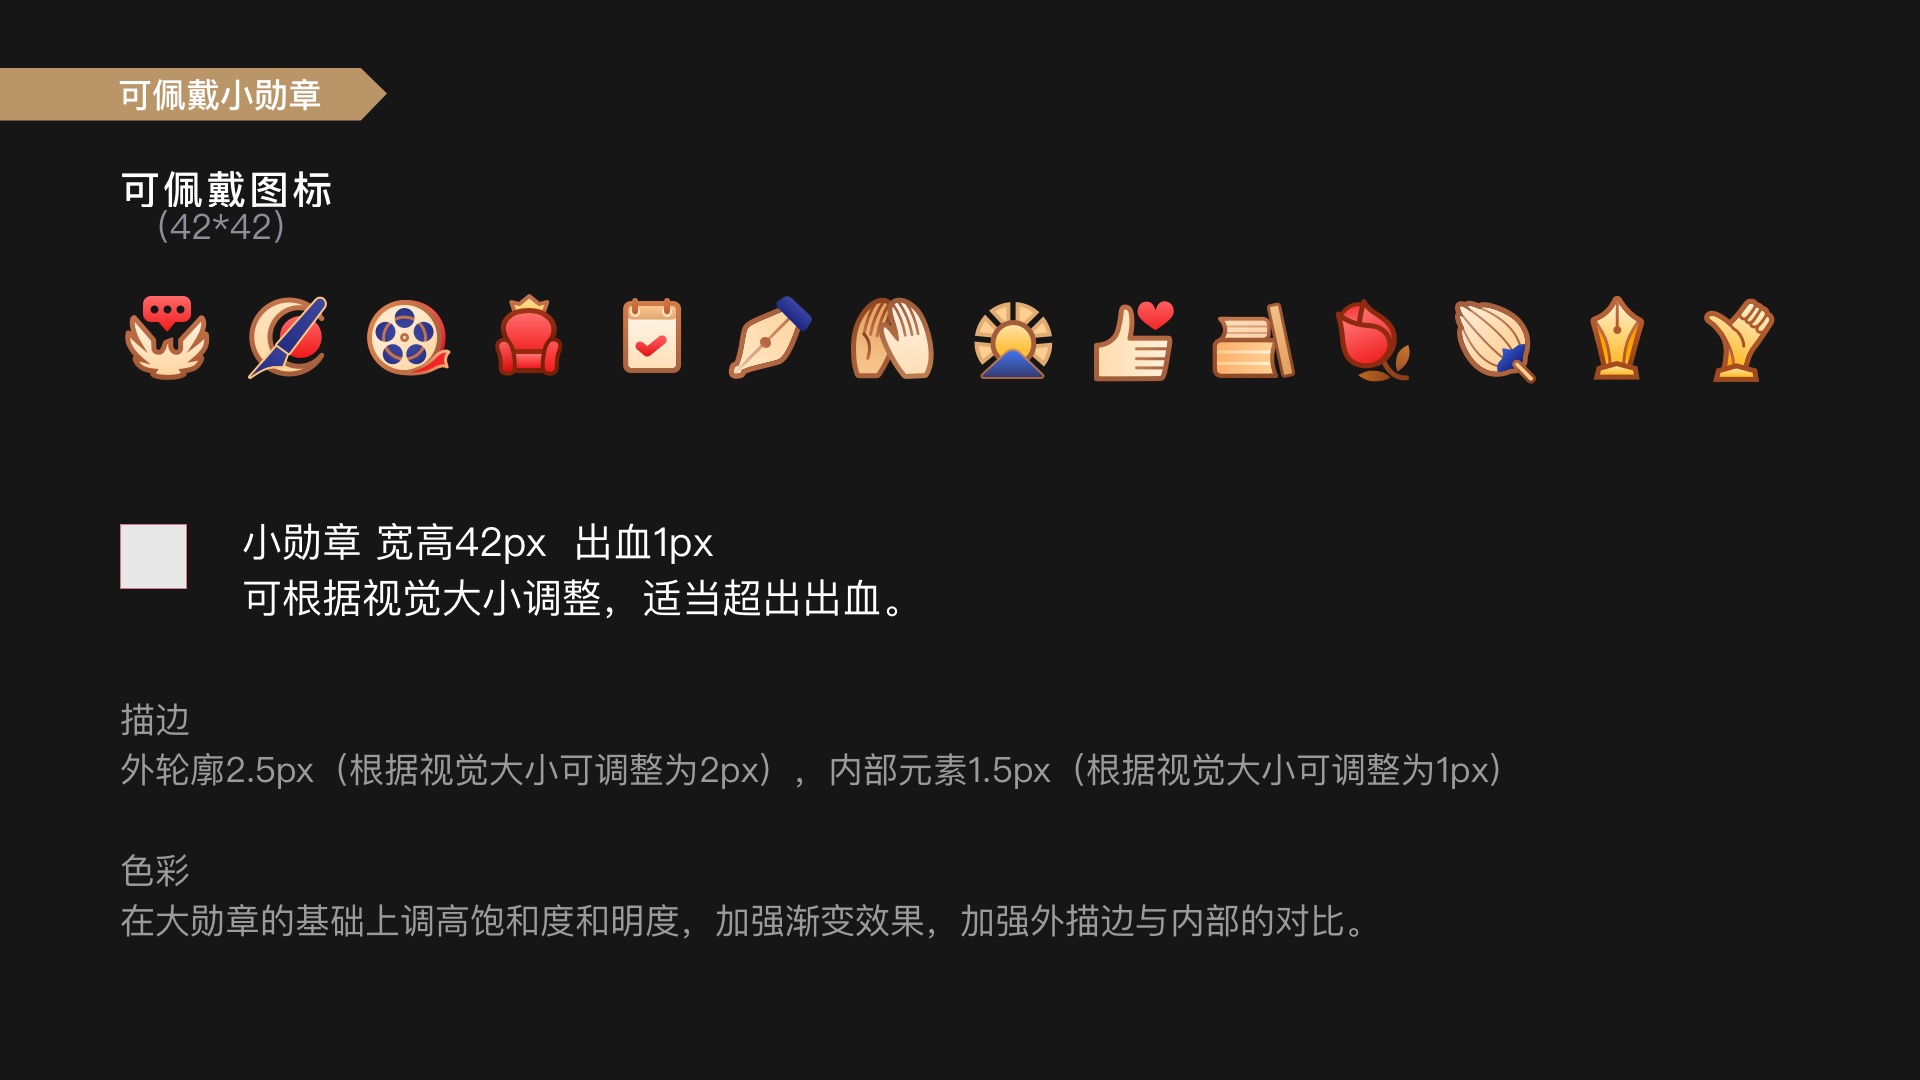 可佩戴小勋章
可佩戴图标
(42*42)
小勋章 宽高42px 出血1px
可根据视觉大小调整，适当超出出血。
描边
外轮廓2.5px（根据视觉大小可调整为2px），内部元素1.5px（根据视觉大小可调整为1px）
色彩
在大勋章的基础上调高饱和度和明度，加强渐变效果，加强外描边与内部的对比。